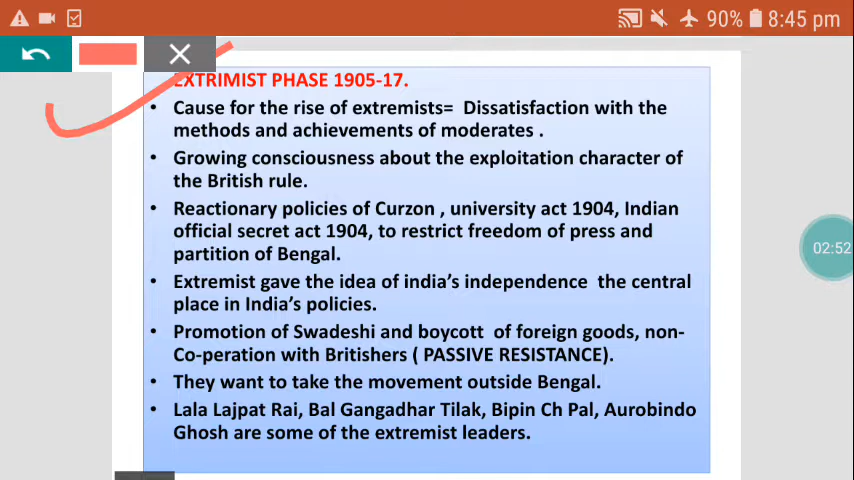 90% 8:45 pm
EXTRIMIST PHASE 1905-17.
• Cause for the rise of extremists= Dissatisfaction with the
methods and achievements of moderates .
• Growing consciousness about the exploitation character of
the British rule.
• Reactionary policies of Curzon , university act 1904, Indian
official secret act 1904, to restrict freedom of press and
partition of Bengal.
• Extremist gave the idea of india's independence the central
place in India's policies.
• Promotion of Swadeshi and boycott of foreign goods, non-
Co-peration with Britishers ( PASSIVE RESISTANCE).
• They want to take the movement outside Bengal.
• Lala Lajpat Rai, Bal Gangadhar Tilak, Bipin Ch Pal, Aurobindo
Ghosh are some of the extremist leaders.
02:52